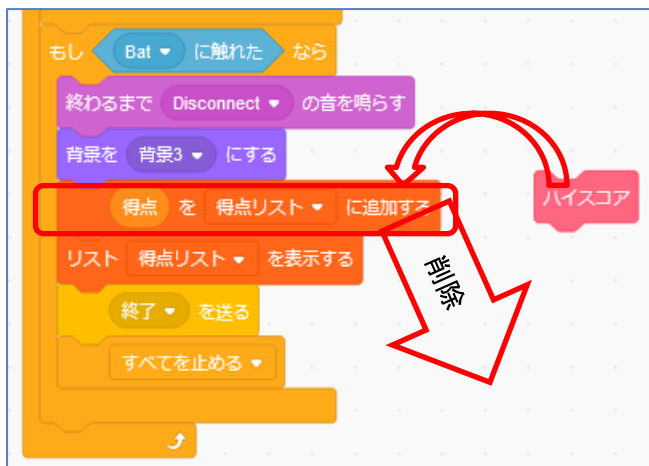 もし Bat に触れた なら
終わるまで Disconnect の音を鳴らす
背景を 背景3 にする
得点 を 得点リスト に追加する
ハイスコア
リスト 得点リスト を表示する
削除
終了 を送る
すべてを止める